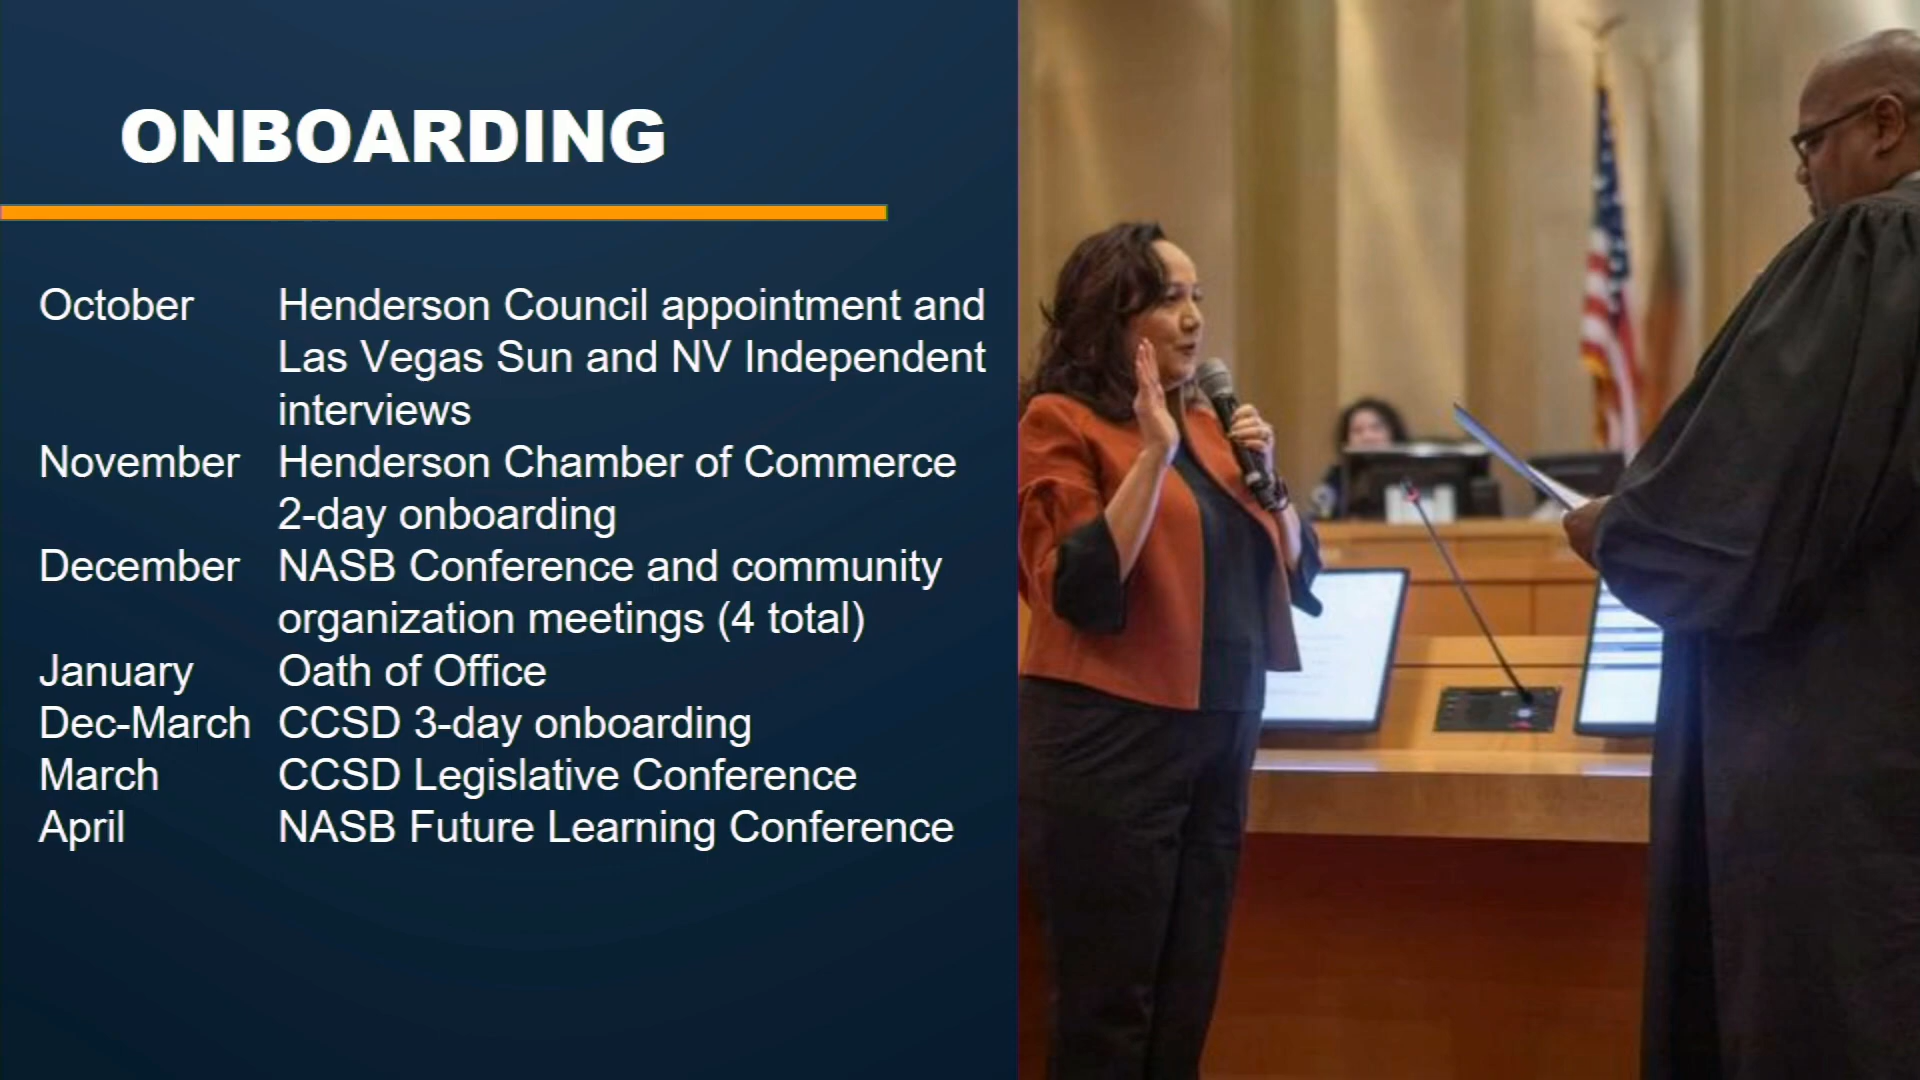 ONBOARDING
October Henderson Council appointment and
Las Vegas Sun and NV Independent
interviews
November Henderson Chamber of Commerce
2-day onboarding
December NASB Conference and community
organization meetings (4 total)
January Oath of Office
Dec-March CCSD 3-day onboarding
March CCSD Legislative Conference
April NASB Future Learning Conference